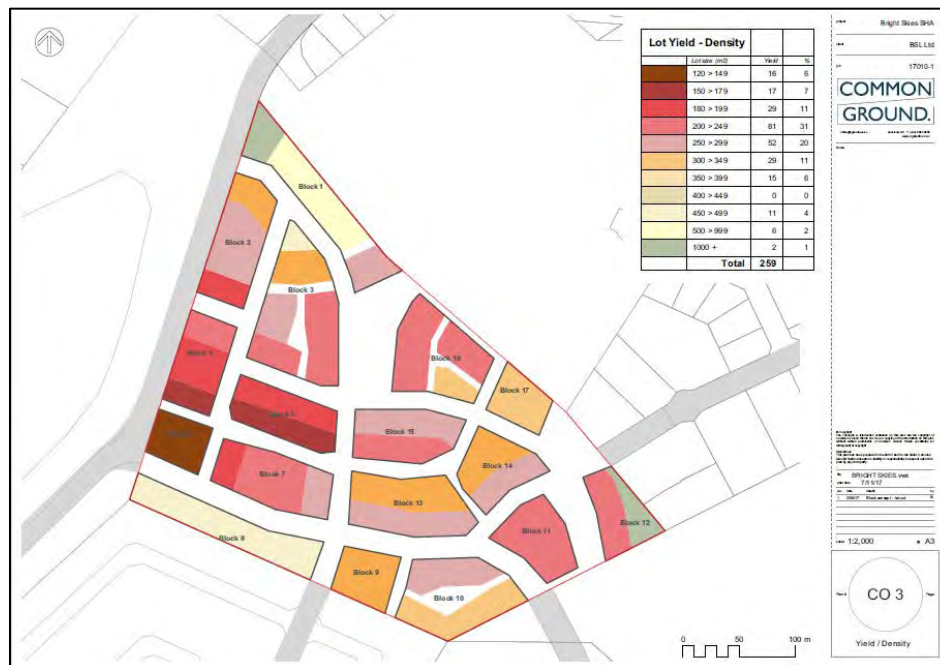 Bright Skies SHA
BSL Ltd
17010-1
COMMON
GROUND.
Lot Yield - Density
Lot size (m2) Yield %
120 > 149 16 6
150 > 179 17 7
180 > 199 29 11
200 > 249 81 31
250 > 299 52 20
300 > 349 29 11
350 > 399 15 6
400 > 449 0 0
450 > 499 11 4
500 > 999 6 2
1000 + 2 1
Total 259
Block 1
Block 2
Block 3
Block 16
Block 17
Block 15
Block 14
Block 7
Block 13
Block 11
Block 12
Block 8
Block 9
Block 10
BRIGHT SKIES.vwx
7/11/17
1:2,000 A3
CO 3
Yield / Density
0 50 100 m